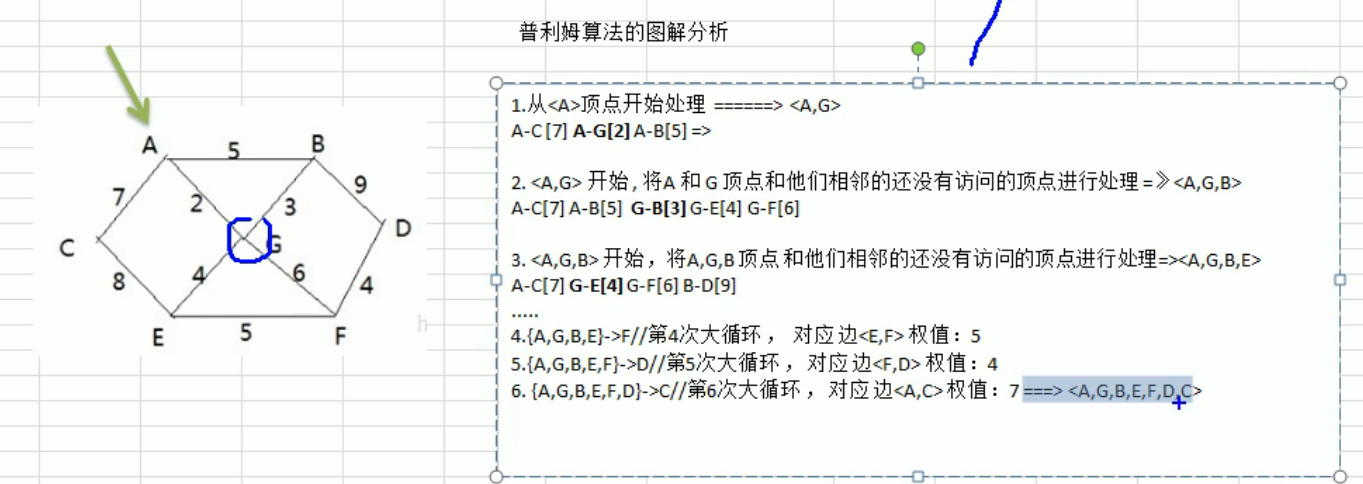 普利姆算法的图解分析
A
5
B
7
2
3
9
C
G
D
8
4
6
4
E
5
F
h
1.从<A>顶点开始处理 ======> <A,G>
A-C [7] A-G[2] A-B[5] =>
2. <A,G> 开始 , 将A 和 G 顶点和他们相邻的还没有访问的顶点进行处理 =》<A,G,B>
A-C[7] A-B[5] G-B[3] G-E[4] G-F[6]
3. <A,G,B> 开始，将A,G,B 顶点 和他们相邻的还没有访问的顶点进行处理=><A,G,B,E>
A-C[7] G-E[4] G-F[6] B-D[9]
.....
4.{A,G,B,E}->F//第4次大循环 ， 对应边<E,F> 权值：5
5.{A,G,B,E,F}->D//第5次大循环 ，对应边<F,D> 权值：4
6. {A,G,B,E,F,D}->C//第6次大循环 ，对应边<A,C> 权值：7 ===> <A,G,B,E,F,D,C>